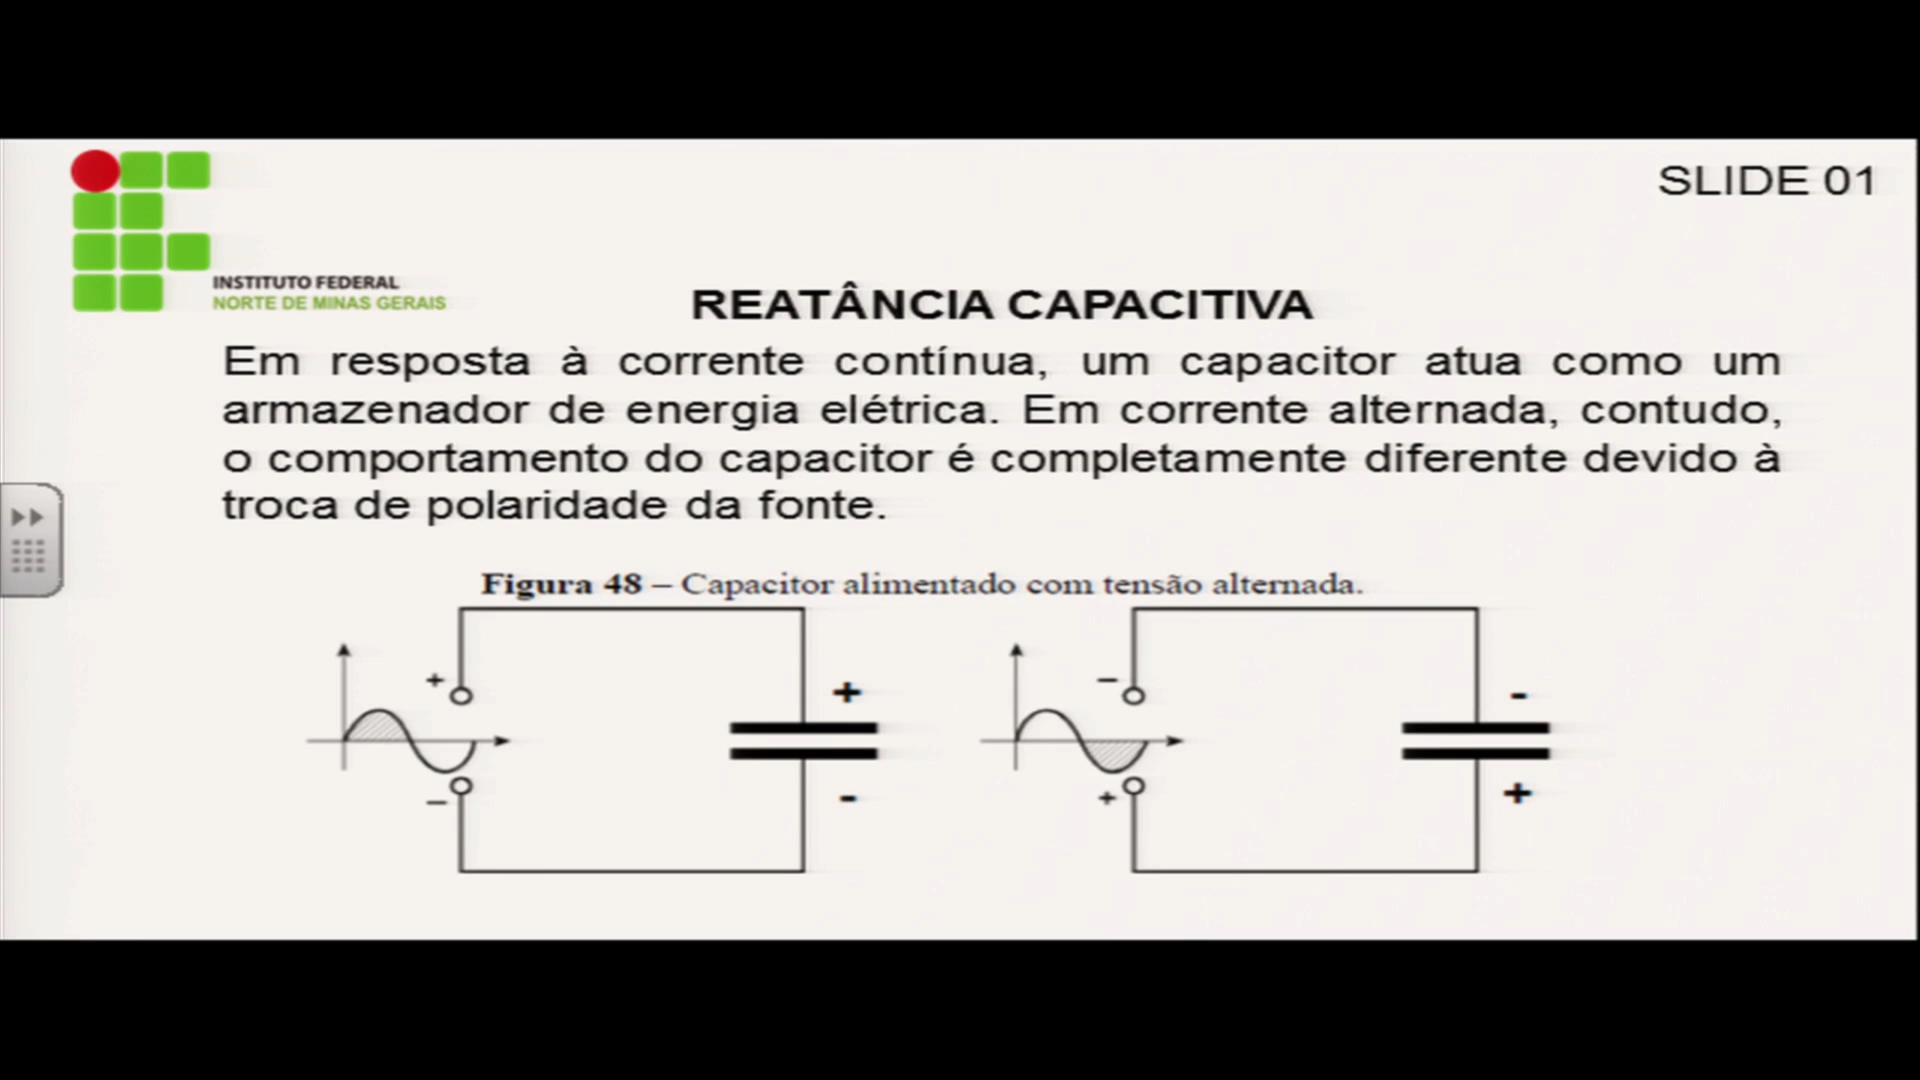 SLIDE 01
INSTITUTO FEDERAL
NORTE DE MINAS GERAIS
REATÂNCIA CAPACITIVA
Em resposta à corrente contínua, um capacitor atua como um
armazenador de energia elétrica. Em corrente alternada, contudo,
o comportamento do capacitor é completamente diferente devido à
troca de polaridade da fonte.
Figura 48 – Capacitor alimentado com tensão alternada.
+ + − -
− - + +